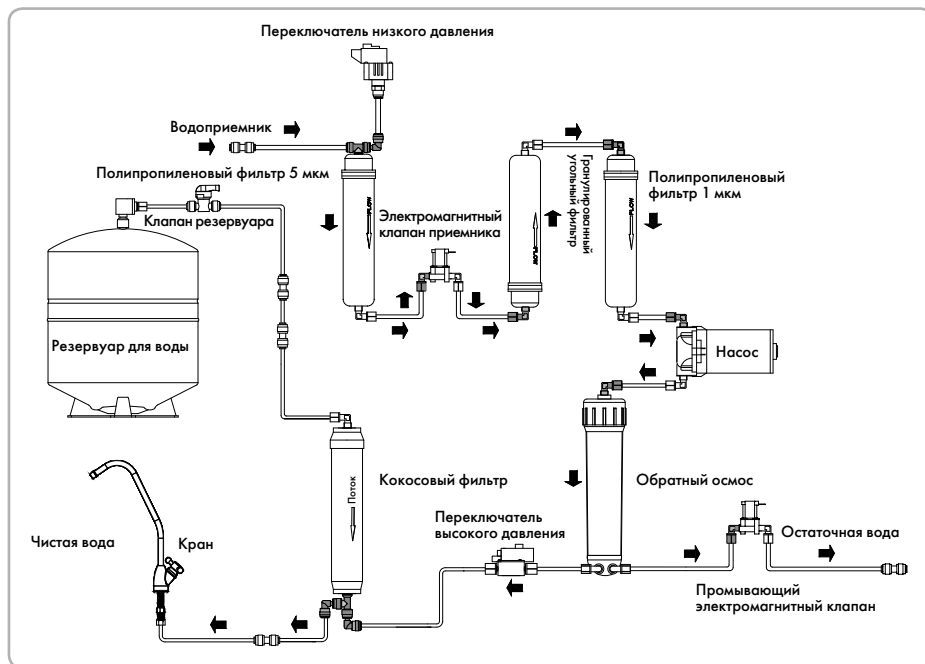 Переключатель низкого давления
Водоприемник
Полипропиленовый фильтр 5 мкм
Клапан резервуара
Электромагнитный
клапан приемника
Гранулированный
угольный фильтр
Полипропиленовый
фильтр 1 мкм
FLOW
FLOW
FLOW
Резервуар для воды
Насос
Поток
Кокосовый фильтр
Обратный осмос
Переключатель
высокого давления
Остаточная вода
Чистая вода
Кран
Промывающий
электромагнитный клапан